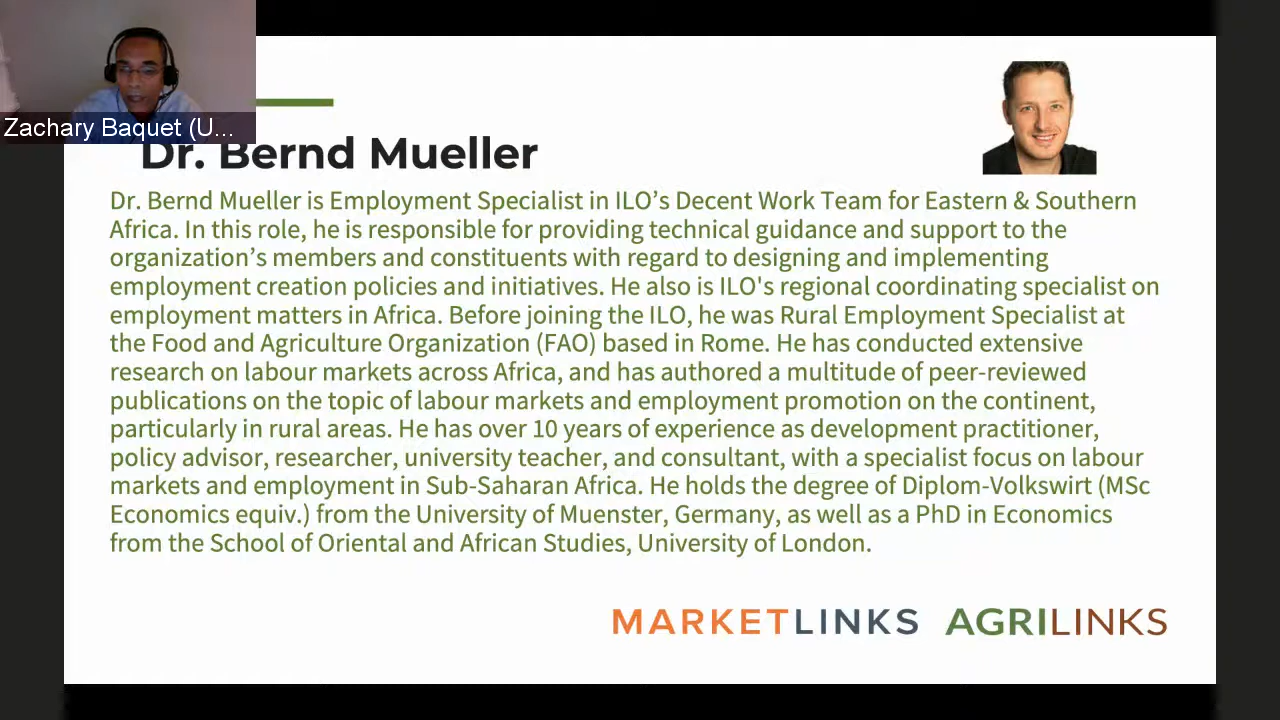 Zachary Baquet (U...
Dr. Bernd Mueller
Dr. Bernd Mueller is Employment Specialist in ILO’s Decent Work Team for Eastern & Southern
Africa. In this role, he is responsible for providing technical guidance and support to the
organization’s members and constituents with regard to designing and implementing
employment creation policies and initiatives. He also is ILO's regional coordinating specialist on
employment matters in Africa. Before joining the ILO, he was Rural Employment Specialist at
the Food and Agriculture Organization (FAO) based in Rome. He has conducted extensive
research on labour markets across Africa, and has authored a multitude of peer-reviewed
publications on the topic of labour markets and employment promotion on the continent,
particularly in rural areas. He has over 10 years of experience as development practitioner,
policy advisor, researcher, university teacher, and consultant, with a specialist focus on labour
markets and employment in Sub-Saharan Africa. He holds the degree of Diplom-Volkswirt (MSc
Economics equiv.) from the University of Muenster, Germany, as well as a PhD in Economics
from the School of Oriental and African Studies, University of London.
MARKETLINKS AGRILINKS